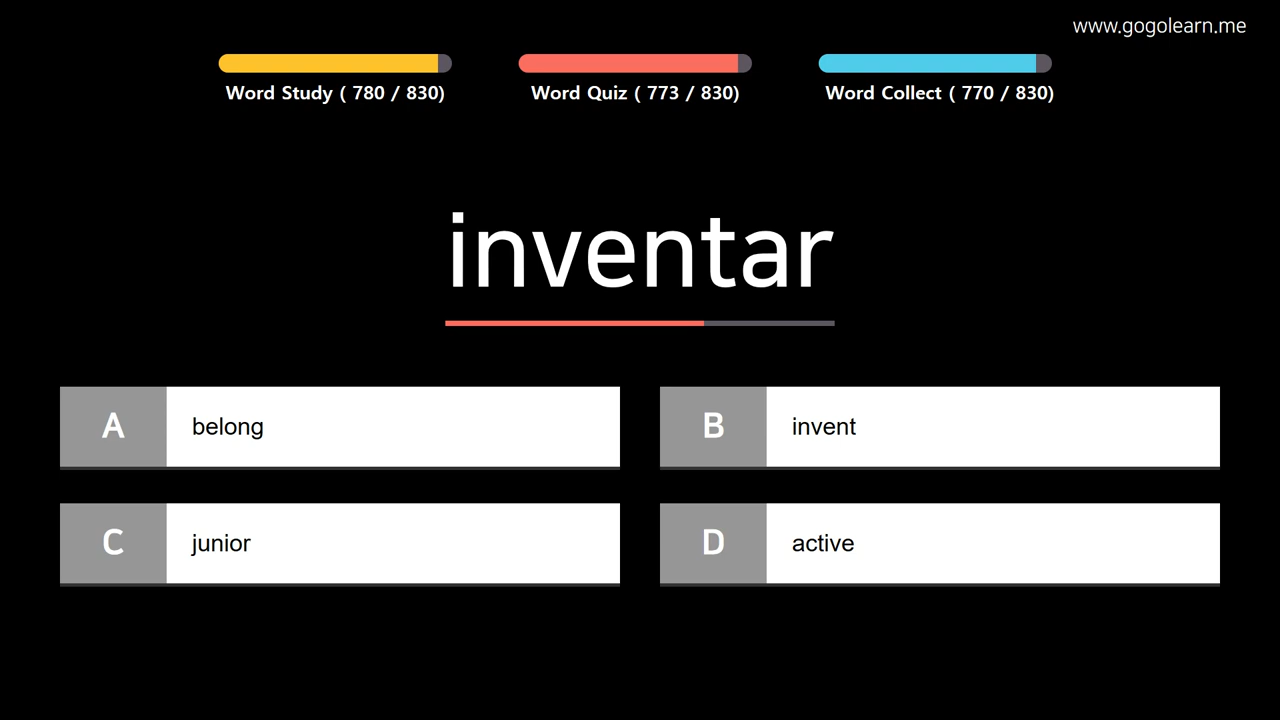 www.gogolearn.me
Word Study ( 780 / 830)
Word Quiz ( 773 / 830)
Word Collect ( 770 / 830)
inventar
A belong
B invent
C junior
D active